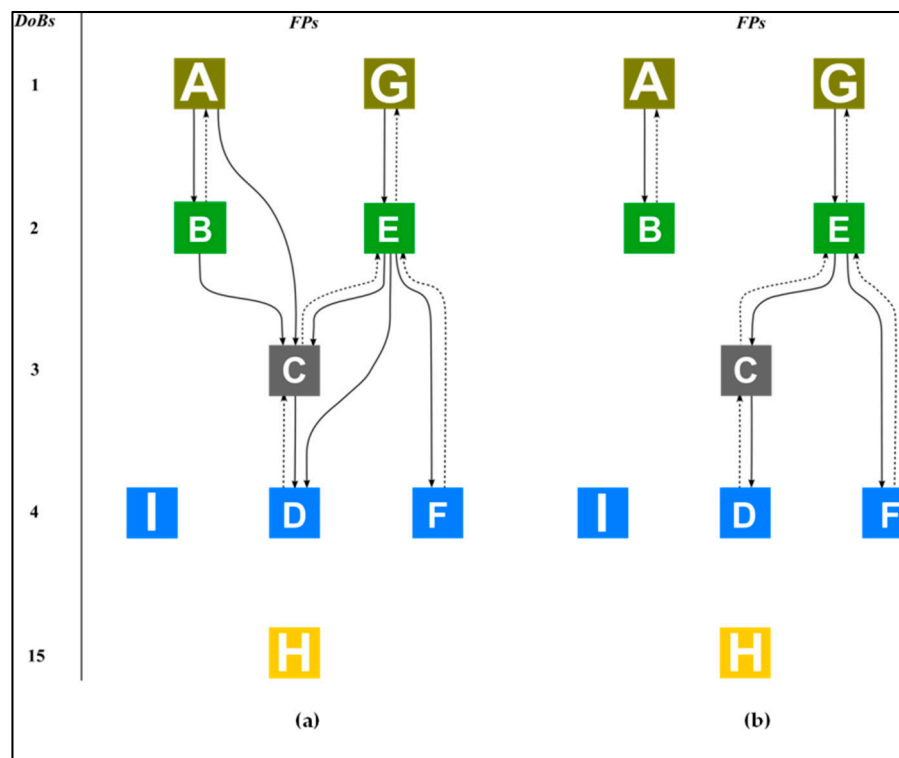 DoBs FPs FPs
1 A G A G
2 B E B E
3 C C
4 I D F I D F
15 H H
(a) (b)